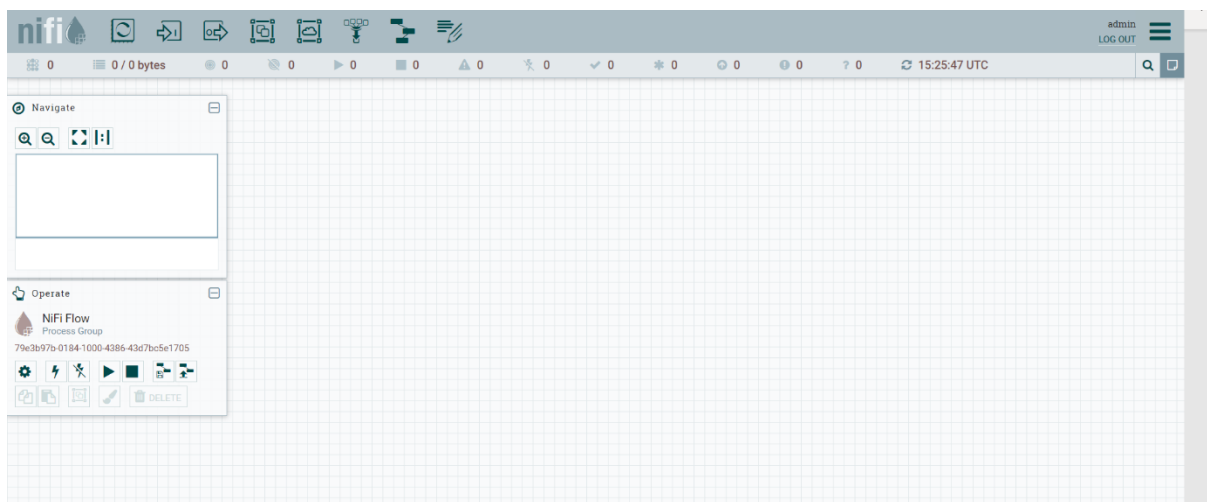 nifi
admin
LOG OUT
0 0 / 0 bytes 0 0 0 0 0 0 0 0 0 0 ? 0 15:25:47 UTC
Navigate
Operate
NiFi Flow
Process Group
79e3b97b-0184-1000-4386-43d7bc5e1705
DELETE